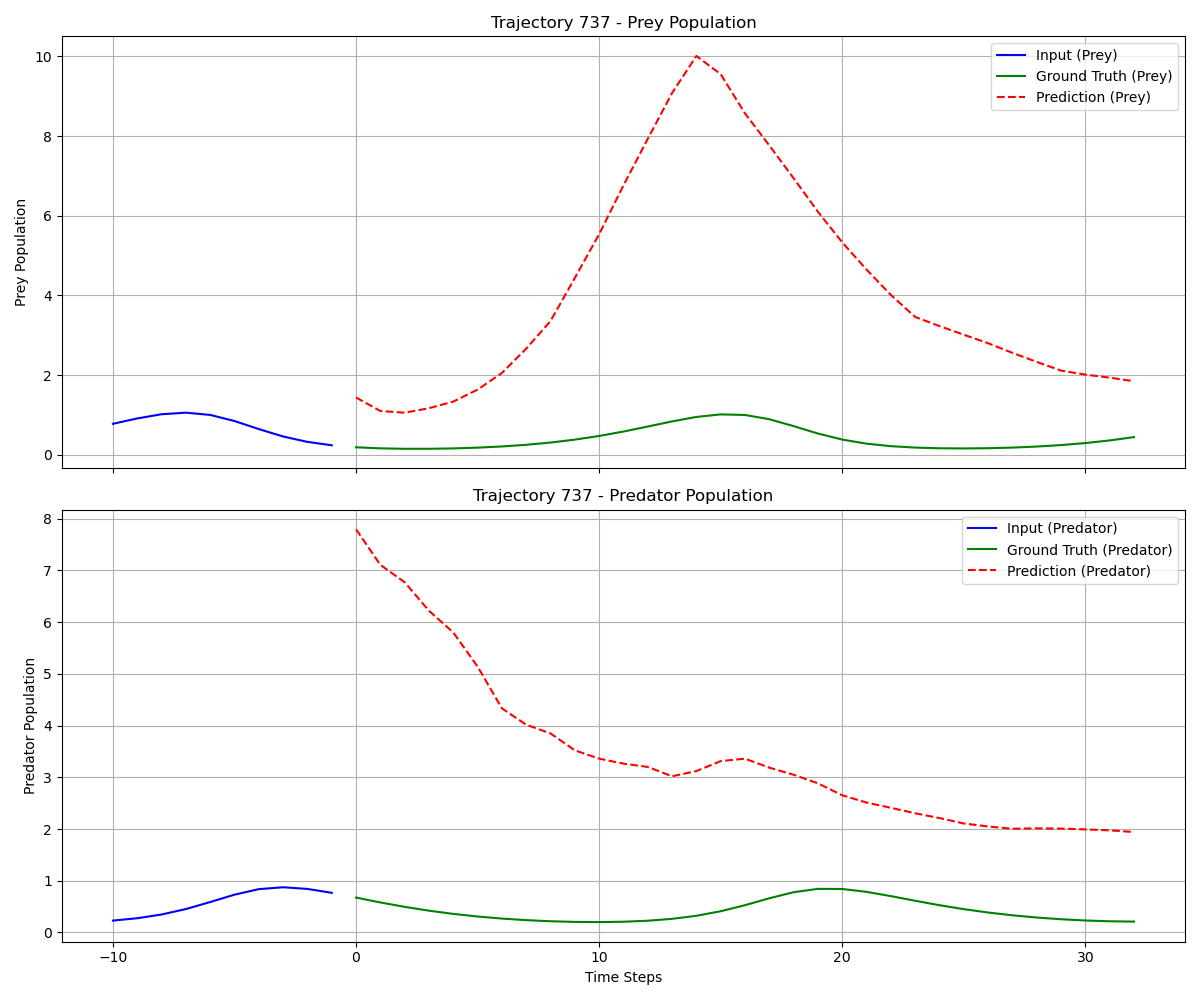 Trajectory 737 - Prey Population
Prey Population
10
8
6
4
2
0
Input (Prey)
Ground Truth (Prey)
Prediction (Prey)
Trajectory 737 - Predator Population
Predator Population
8
7
6
5
4
3
2
1
0
Input (Predator)
Ground Truth (Predator)
Prediction (Predator)
−10
0
10
20
30
Time Steps